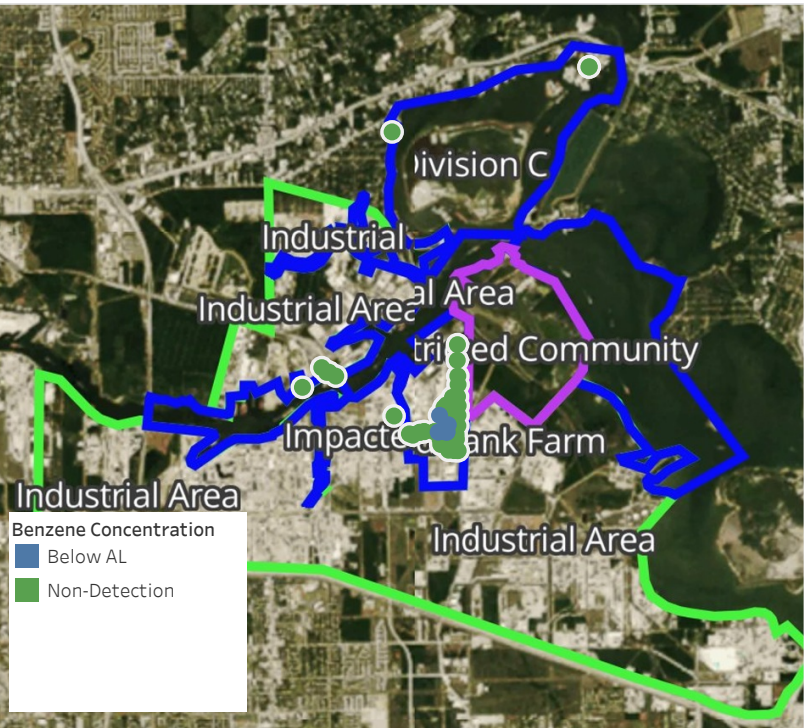 Division C
Industrial
Industrial Area
al Area
tricted Community
Impacted Tank Farm
Industrial Area
Industrial Area
Benzene Concentration
Below AL
Non-Detection